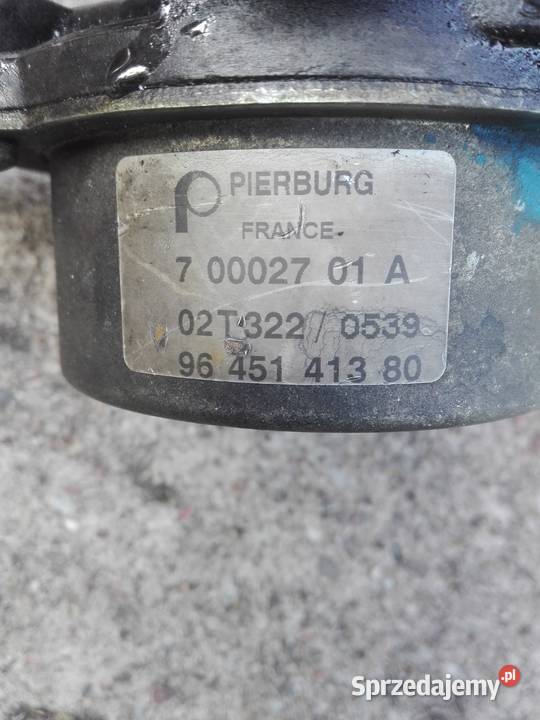 PIERBURG
FRANCE
7 00027 01 A
02T322/0539
96 451 413 80
Sprzedajemy.pl